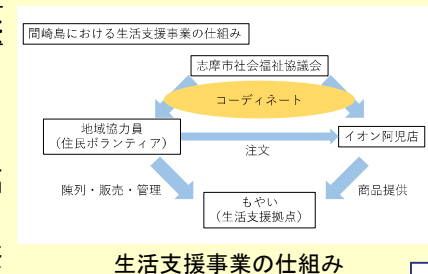 間崎島における生活支援事業の仕組み
志摩市社会福祉協議会
コーディネート
地域協力員
（住民ボランティア）
イオン阿児店
注文
陳列・販売・管理
商品提供
もやい
（生活支援拠点）
生活支援事業の仕組み